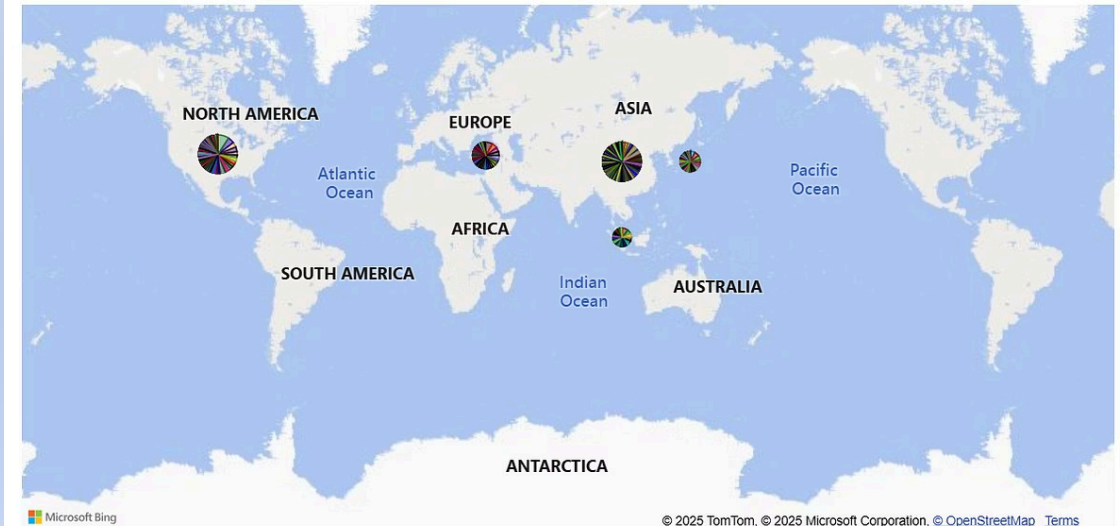 NORTH AMERICA
EUROPE
ASIA
Atlantic
Ocean
Pacific
Ocean
AFRICA
SOUTH AMERICA
Indian
Ocean
AUSTRALIA
ANTARCTICA
Microsoft Bing
© 2025 TomTom, © 2025 Microsoft Corporation, © OpenStreetMap Terms